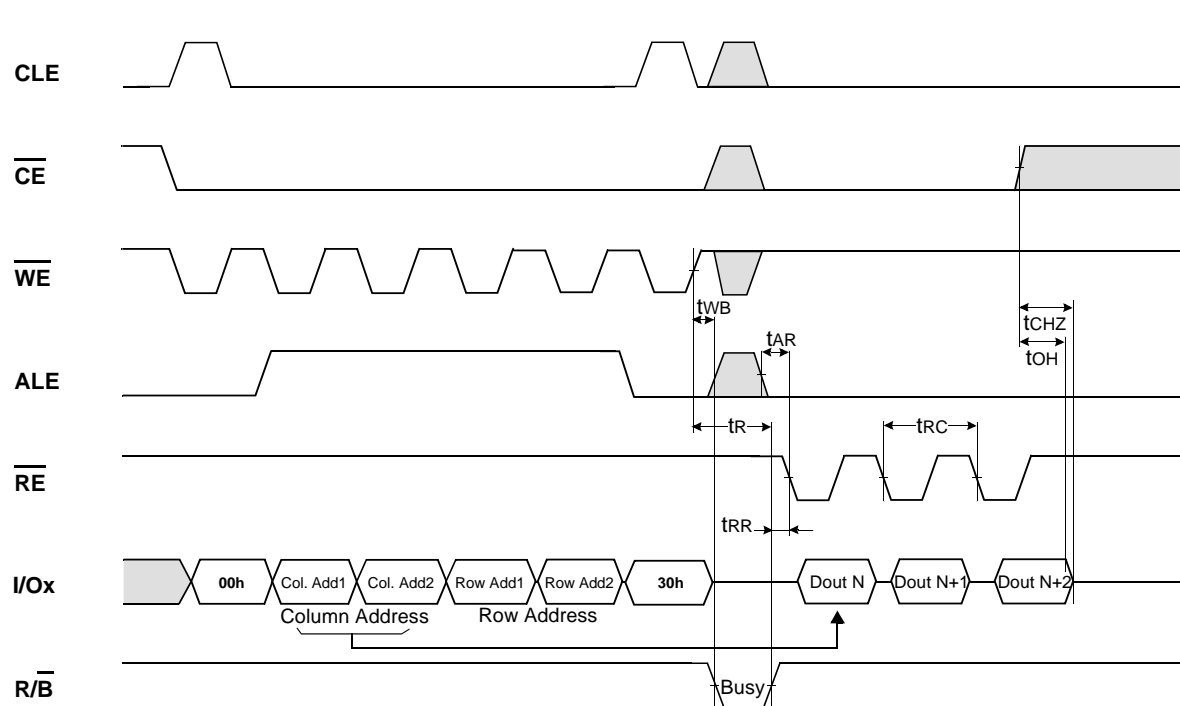 CLE
CE
WE
tWB
tCHZ
tAR
tOH
ALE
tR
tRC
RE
tRR
I/Ox
00h Col. Add1 Col. Add2 Row Add1 Row Add2 30h Dout N Dout N+1 Dout N+2
Column Address Row Address
R/B
Busy